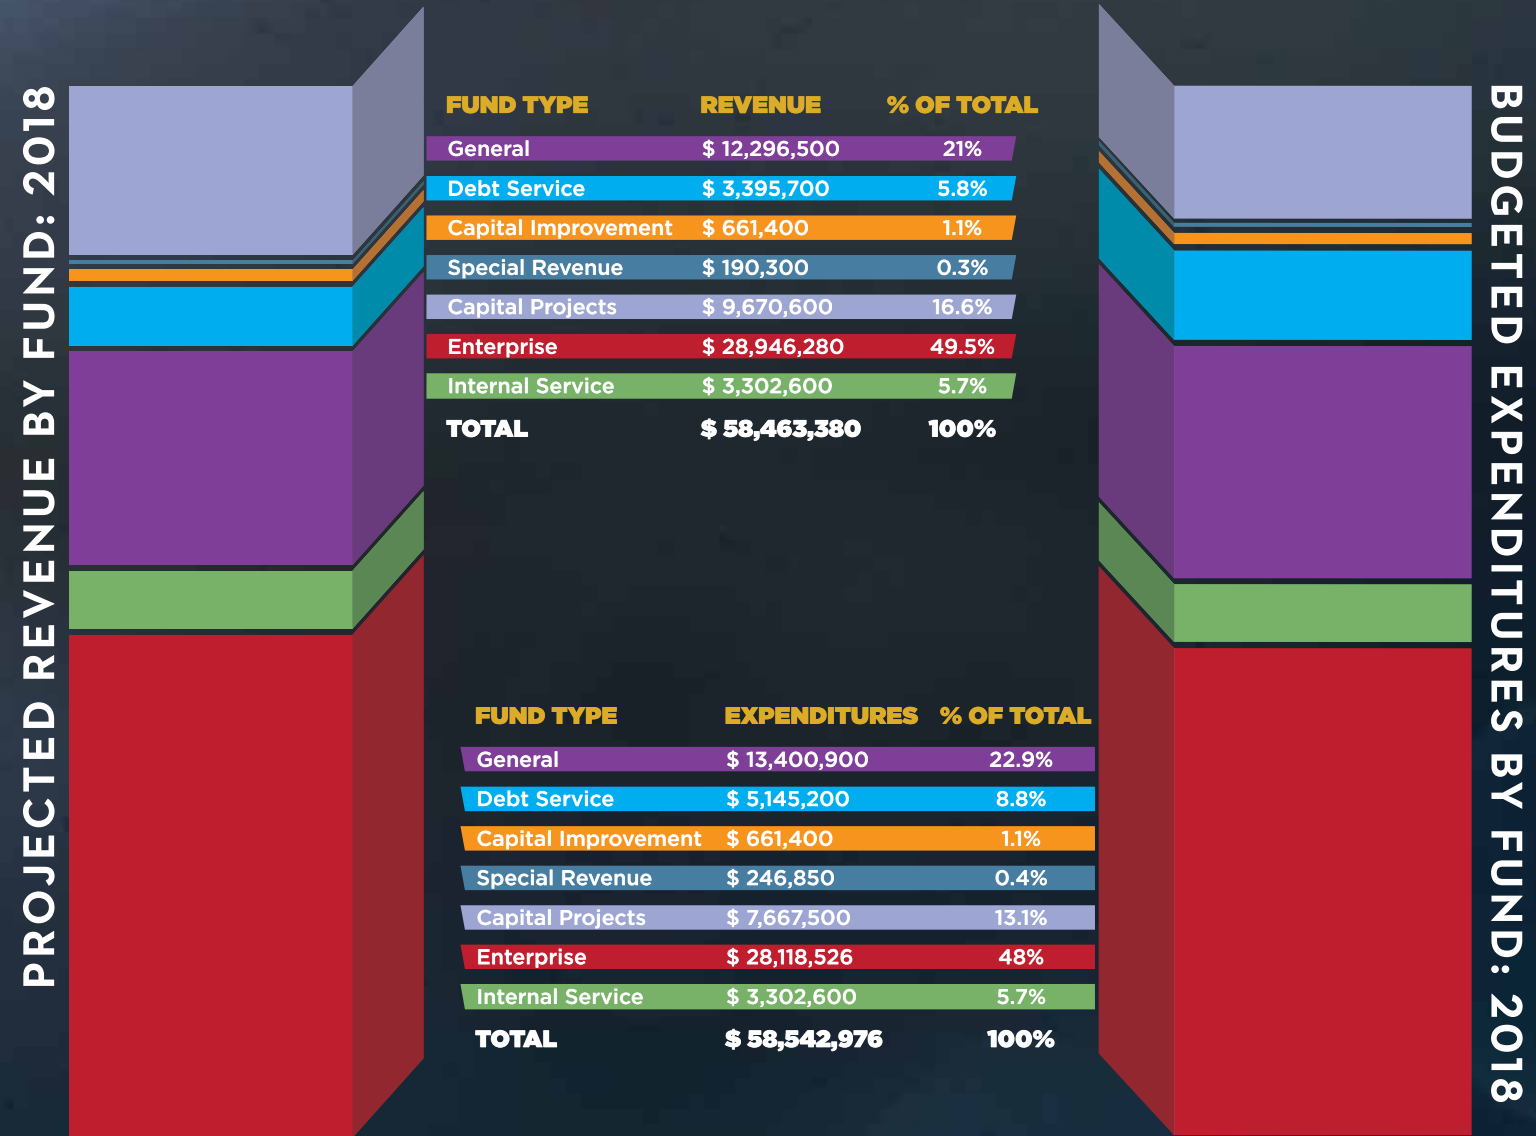 PROJECTED REVENUE BY FUND: 2018
FUND TYPE REVENUE % OF TOTAL
General $ 12,296,500 21%
Debt Service $ 3,395,700 5.8%
Capital Improvement $ 661,400 1.1%
Special Revenue $ 190,300 0.3%
Capital Projects $ 9,670,600 16.6%
Enterprise $ 28,946,280 49.5%
Internal Service $ 3,302,600 5.7%
TOTAL $ 58,463,380 100%
FUND TYPE EXPENDITURES % OF TOTAL
General $ 13,400,900 22.9%
Debt Service $ 5,145,200 8.8%
Capital Improvement $ 661,400 1.1%
Special Revenue $ 246,850 0.4%
Capital Projects $ 7,667,500 13.1%
Enterprise $ 28,118,526 48%
Internal Service $ 3,302,600 5.7%
TOTAL $ 58,542,976 100%
BUDGETED EXPENDITURES BY FUND: 2018